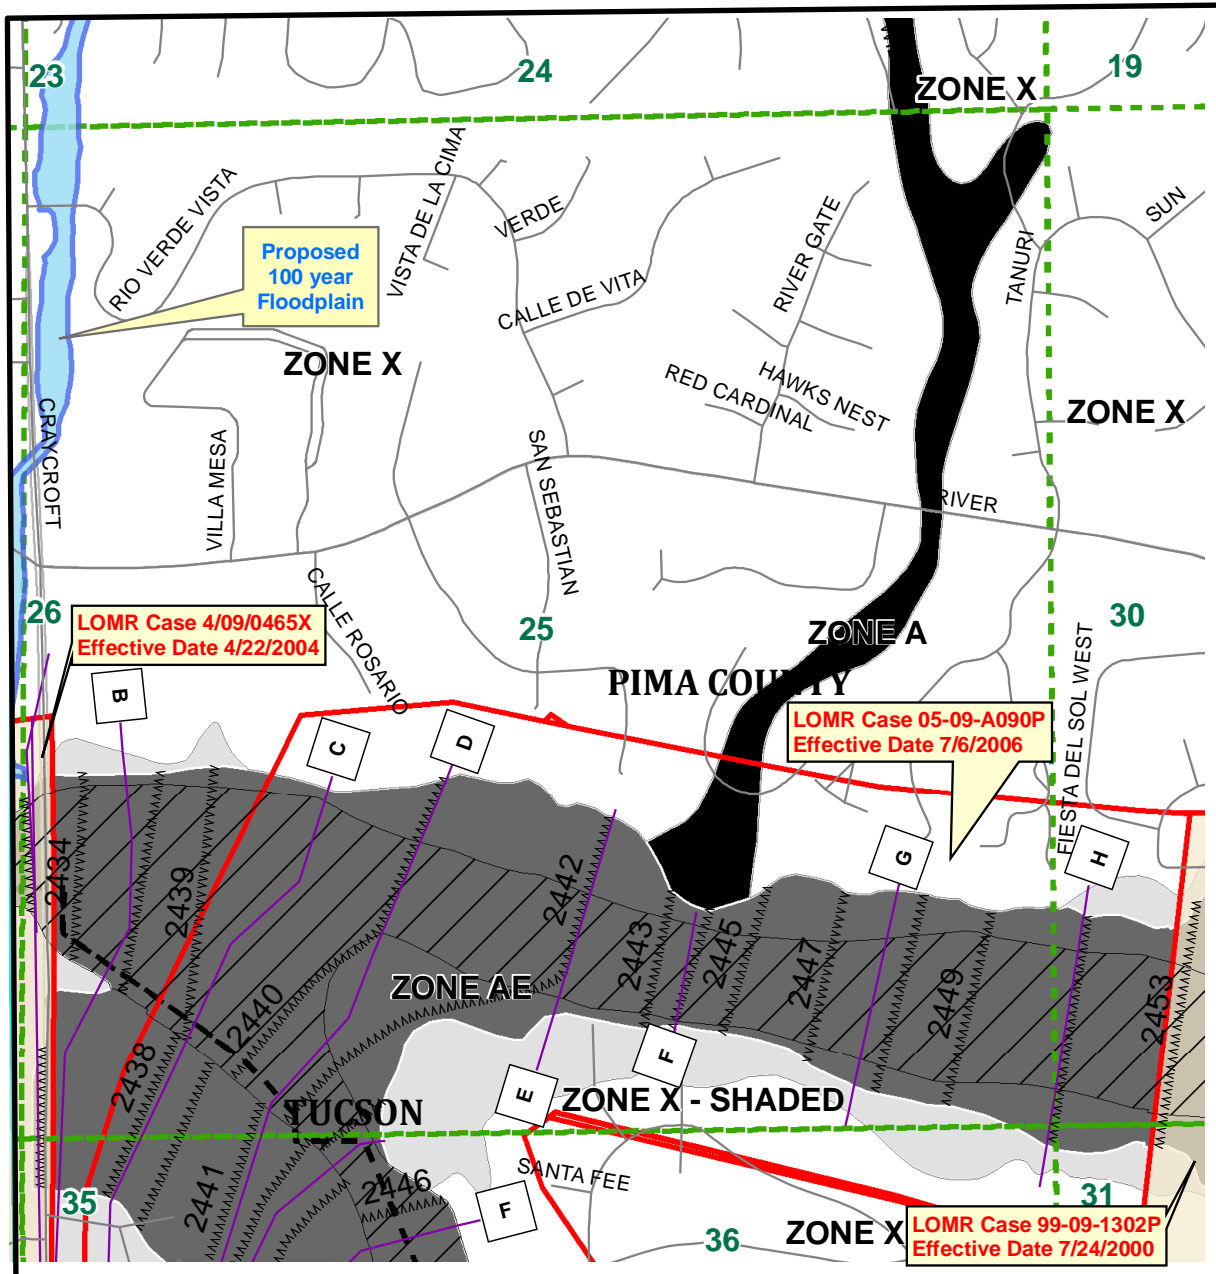 23
24
19
ZONE X
VISTA DE LA CIMA
RIO VERDE VISTA
VERDE
RIVER GATE
SUN
TANURI
Proposed
100 year
Floodplain
CALLE DE VITA
ZONE X
HAWKS NEST
RED CARDINAL
ZONE X
CRAYCROFT
VILLA MESA
SAN SEBASTIAN
RIVER
CALLE ROSARIO
26
LOMR Case 4/09/0465X
Effective Date 4/22/2004
25
ZONE A
30
PIMA COUNTY
FIESTA DEL SOL WEST
B
C
D
LOMR Case 05-09-A090P
Effective Date 7/6/2006
G
H
2434
2439
2442
2443
2445
2447
2449
2453
ZONE AE
2440
2438
F
E
ZONE X - SHADED
TUCSON
SANTA FEE
2441
2446
35
F
36
ZONE X
31
LOMR Case 99-09-1302P
Effective Date 7/24/2000